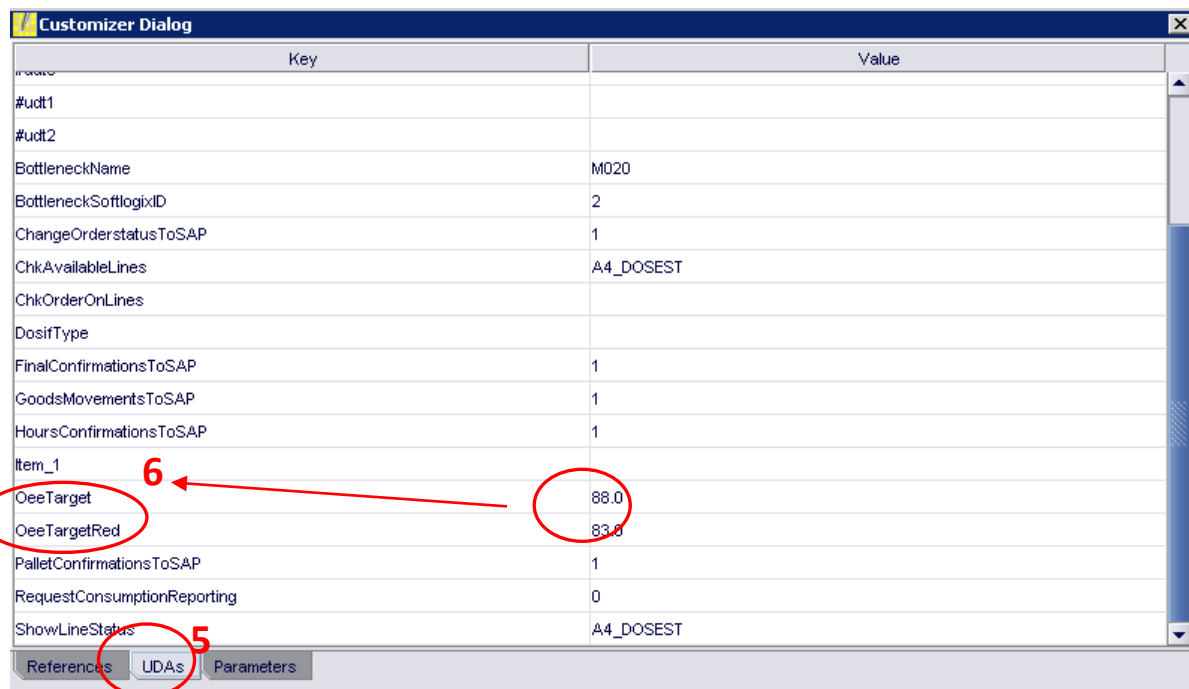 Customizer Dialog
Key Value
#udt1
#udt2
BottleneckName M020
BottleneckSoftlogixID 2
ChangeOrderstatusToSAP 1
ChkAvailableLines A4_DOSEST
ChkOrderOnLines
DosifType
FinalConfirmationsToSAP 1
GoodsMovementsToSAP 1
HoursConfirmationsToSAP 1
Item_1
6
OeeTarget 88.0
OeeTargetRed 83.0
PalletConfirmationsToSAP 1
RequestConsumptionReporting 0
ShowLineStatus A4_DOSEST
5
References UDAs Parameters